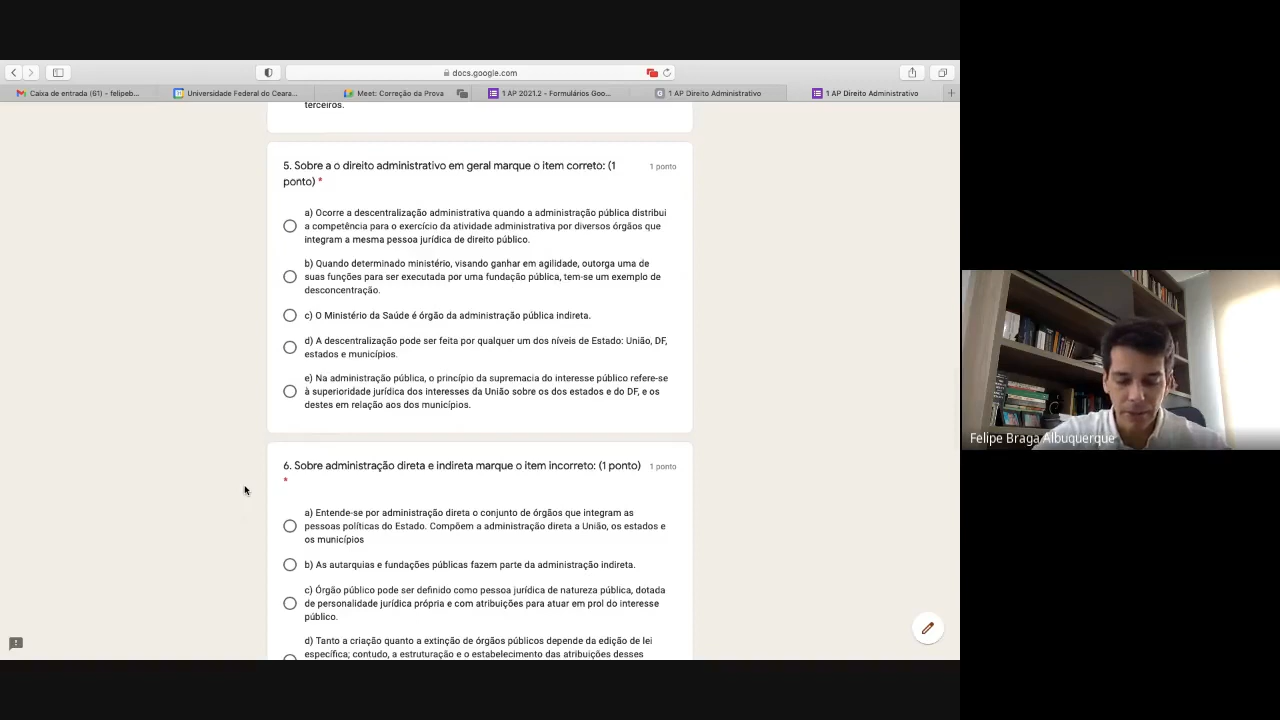 docs.google.com
Caixa de entrada (61) - felipeb...
Universidade Federal do Ceara...
Meet: Correção da Prova
1 AP 2021.2 - Formulários Goo...
1 AP Direito Administrativo
1 AP Direito Administrativo
terceiros.
5. Sobre a o direito administrativo em geral marque o item correto: (1
ponto) *
1 ponto
a) Ocorre a descentralização administrativa quando a administração pública distribui
a competência para o exercício da atividade administrativa por diversos órgãos que
integram a mesma pessoa jurídica de direito público.
b) Quando determinado ministério, visando ganhar em agilidade, outorga uma de
suas funções para ser executada por uma fundação pública, tem-se um exemplo de
desconcentração.
c) O Ministério da Saúde é órgão da administração pública indireta.
d) A descentralização pode ser feita por qualquer um dos níveis de Estado: União, DF,
estados e municípios.
e) Na administração pública, o princípio da supremacia do interesse público refere-se
à superioridade jurídica dos interesses da União sobre os dos estados e do DF, e os
destes em relação aos dos municípios.
6. Sobre administração direta e indireta marque o item incorreto: (1 ponto)
*
1 ponto
a) Entende-se por administração direta o conjunto de órgãos que integram as
pessoas políticas do Estado. Compõem a administração direta a União, os estados e
os municípios
b) As autarquias e fundações públicas fazem parte da administração indireta.
c) Órgão público pode ser definido como pessoa jurídica de natureza pública, dotada
de personalidade jurídica própria e com atribuições para atuar em prol do interesse
público.
d) Tanto a criação quanto a extinção de órgãos públicos depende da edição de lei
específica; contudo, a estruturação e o estabelecimento das atribuições desses
Felipe Braga Albuquerque